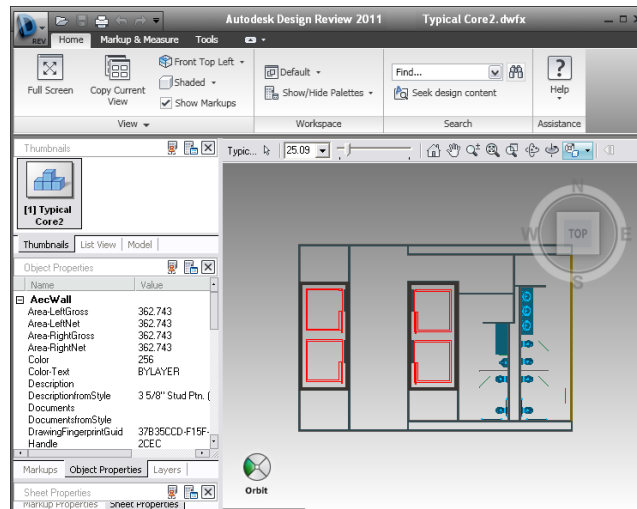 Autodesk Design Review 2011 Typical Core2.dwfx
REV
Home Markup & Measure Tools
Full Screen
Copy Current
View
Front Top Left
Shaded
Show Markups
Default
Show/Hide Palettes
Find...
Seek design content
?
Help
View
Workspace
Search
Assistance
Thumbnails
Typic...
25.09
[1] Typical
Core2
Thumbnails List View Model
Object Properties
Name Value
AecWall
Area-LeftGross 362.743
Area-LeftNet 362.743
Area-RightGross 362.743
Area-RightNet 362.743
Color 256
Color-Text BYLAYER
Description
DescriptionfromStyle 3 5/8" Stud Ptn. (
Documents
DocumentsfromStyle
DrawingFingerprintGuid 37B35CCD-F15F-
Handle 2CEC
Markups Object Properties Layers
Sheet Properties
Markup Properties Sheet Properties
N
W TOP E
S
Orbit